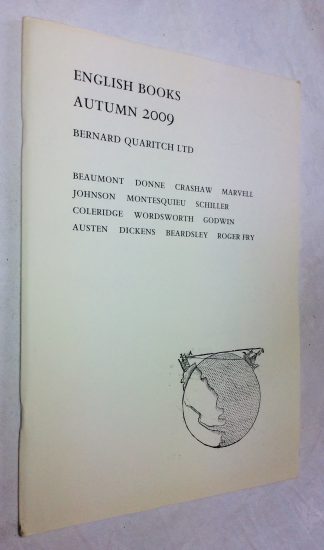 ENGLISH BOOKS
AUTUMN 2009
BERNARD QUARITCH LTD
BEAUMONT DONNE CRASHAW MARVELL
JOHNSON MONTESQUIEU SCHILLER
COLERIDGE WORDSWORTH GODWIN
AUSTEN DICKENS BEARDSLEY ROGER FRY